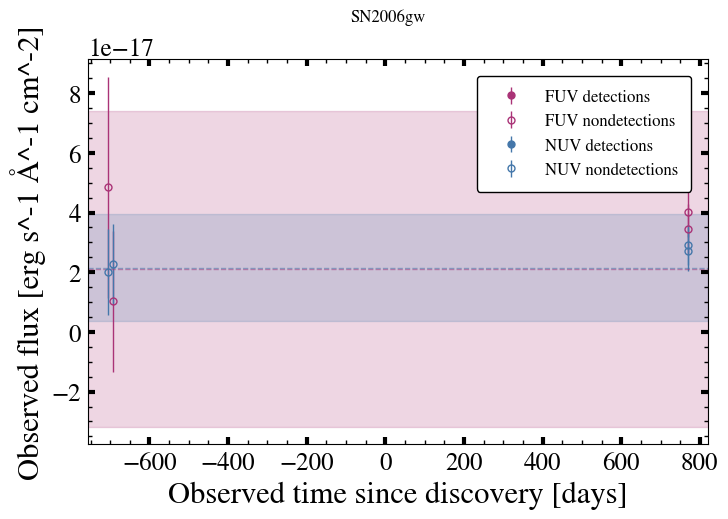 SN2006gw
1e−17
Observed flux [erg s^-1 Å^-1 cm^-2]
8
6
4
2
0
−2
FUV detections
FUV nondetections
NUV detections
NUV nondetections
−600 −400 −200 0 200 400 600 800
Observed time since discovery [days]